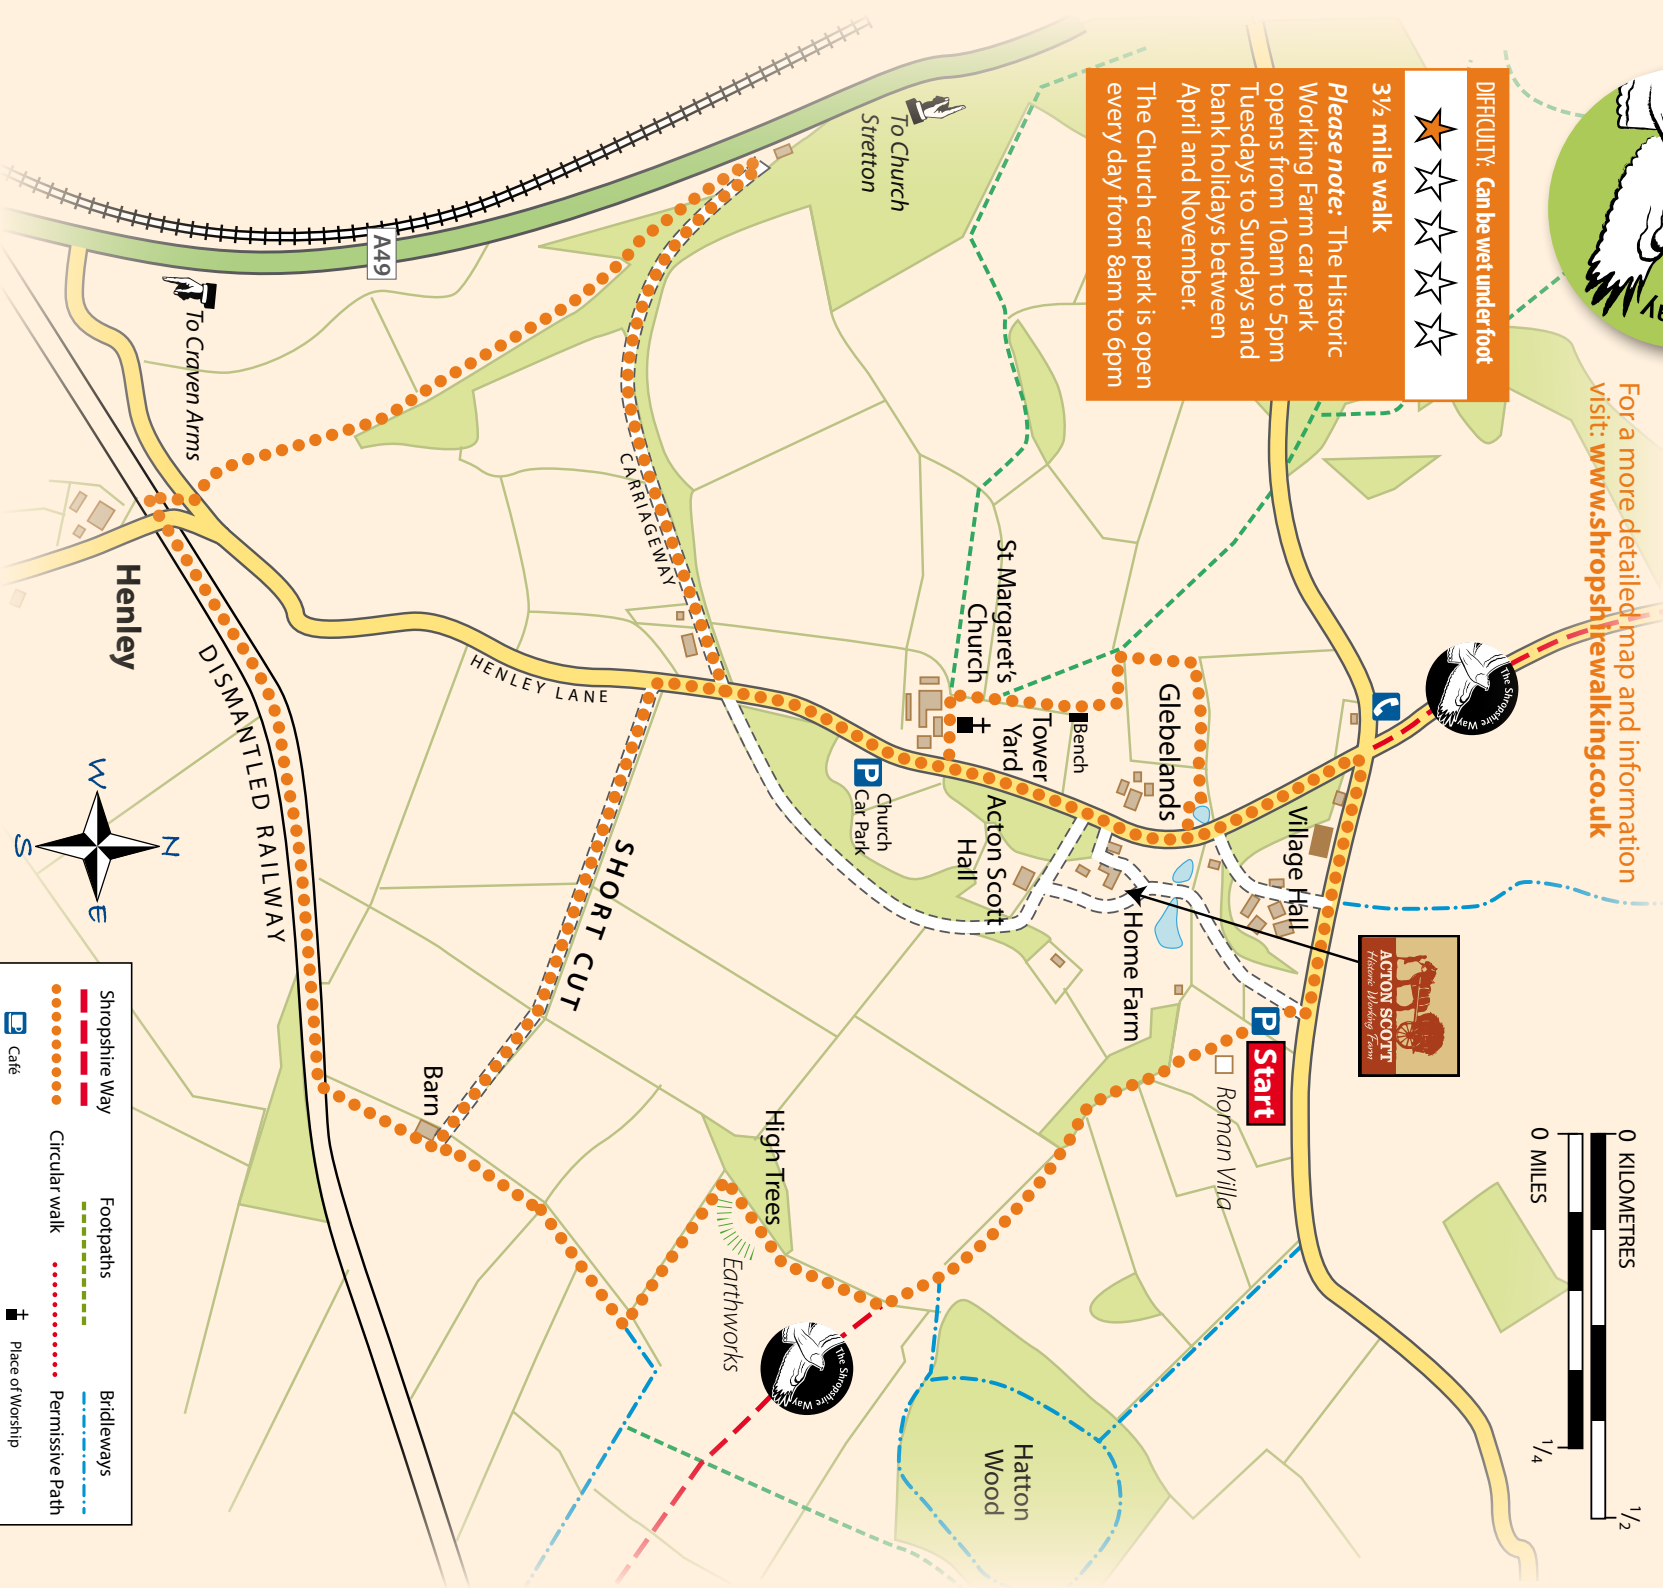 DIFFICULTY: Can be wet underfoot
3½ mile walk
Please note: The Historic
Working Farm car park
opens from 10am to 5pm
Tuesdays to Sundays and
bank holidays between
April and November.
The Church car park is open
every day from 8am to 6pm
For a more detailed map and information
visit: www.shropshirewalking.co.uk
To Church
Stretton
A49
To Craven Arms
CARRIAGEWAY
St Margaret's
Church
Glebelands
Bench
Tower
Yard
The Shropshire Way
Village Hall
P
Church
Car Park
Acton Scott
Hall
Home Farm
ACTON SCOTT
Historic Working Farm
P
Start
Roman Villa
HENLEY LANE
Henley
DISMANTLED RAILWAY
SHORT CUT
Barn
High Trees
Earthworks
The Shropshire Way
Hatton
Wood
0 KILOMETRES
1/2
0 MILES
1/4
N
W
E
S
Shropshire Way
Footpaths
Bridleways
Circular walk
Permissive Path
Café
Place of Worship